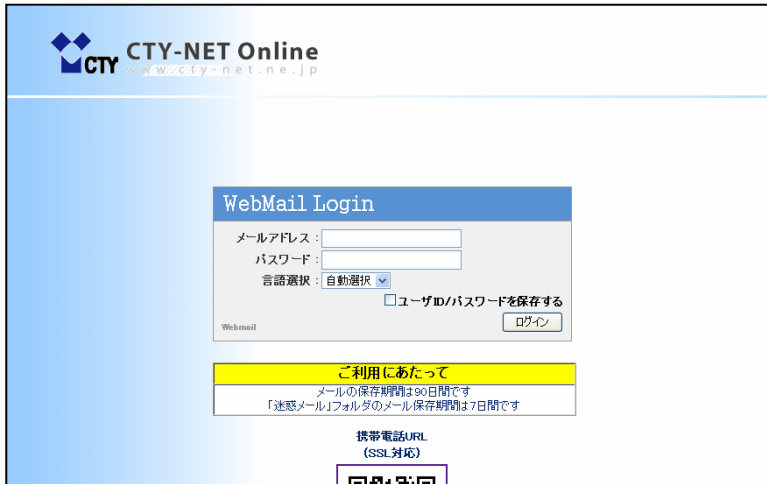 CTY CTY-NET Online
www.cty-net.ne.jp
WebMail Login
メールアドレス :
パスワード :
言語選択 : 自動選択
ユーザID/パスワードを保存する
Webmail ログイン
ご利用にあたって
メールの保存期間は90日間です
「迷惑メール」フォルダのメール保存期間は7日間です
携帯電話URL
(SSL対応)